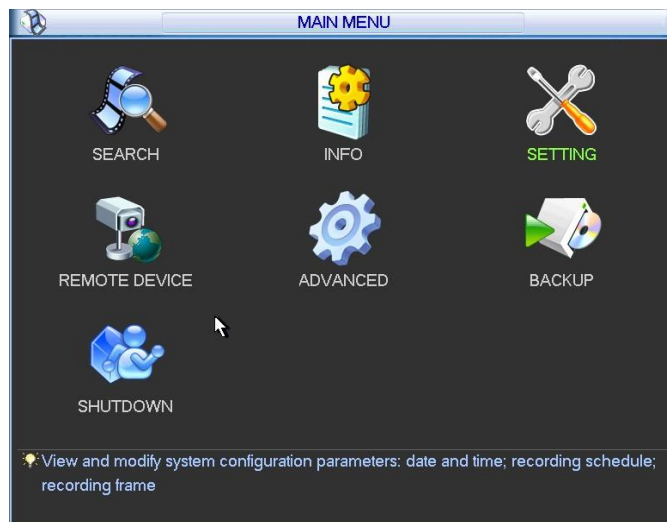 MAIN MENU
SEARCH
INFO
SETTING
REMOTE DEVICE
ADVANCED
BACKUP
SHUTDOWN
View and modify system configuration parameters: date and time; recording schedule;
recording frame